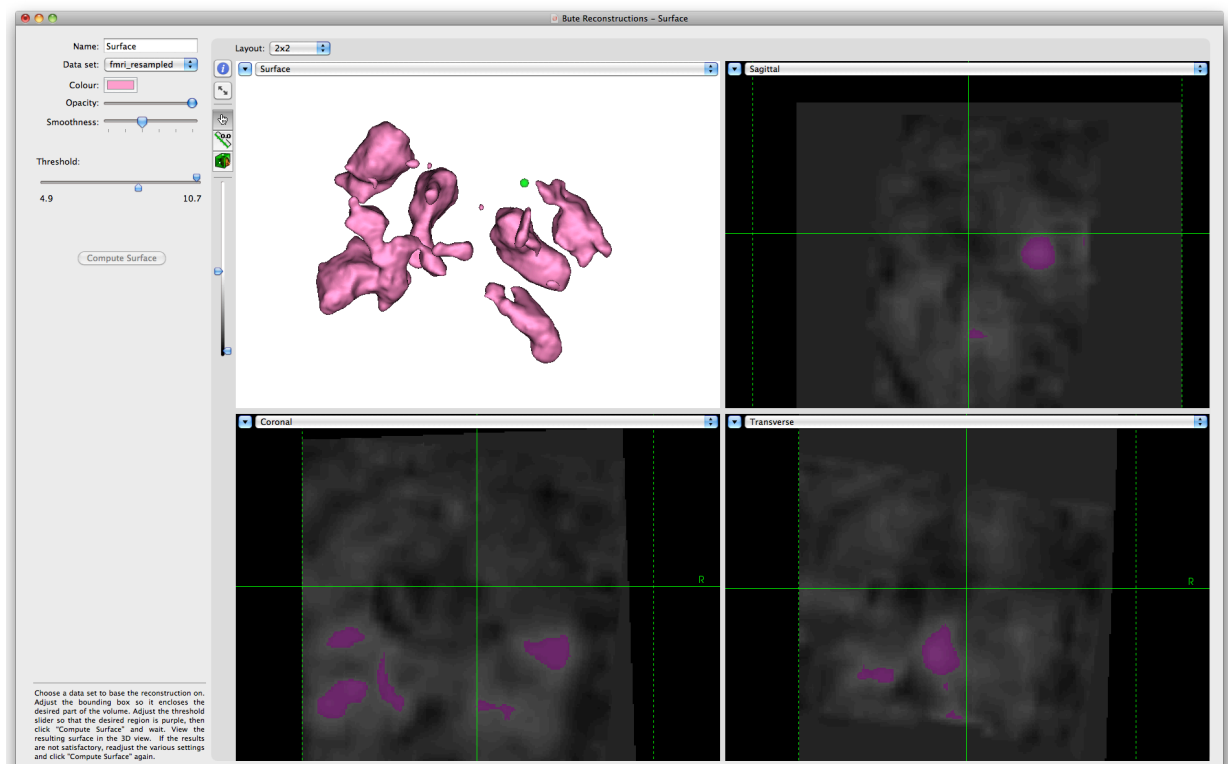 Bute Reconstructions – Surface
Name: Surface
Layout: 2x2
Data set: fmri_resampled
Surface
Sagittal
Colour:
Opacity:
Smoothness:
Threshold:
4.9 10.7
Compute Surface
Coronal
Transverse
R
R
Choose a data set to base the reconstruction on.
Adjust the bounding box so it encloses the
desired part of the volume. Adjust the threshold
slider so that the desired region is purple, then
click "Compute Surface" and wait. View the
resulting surface in the 3D view. If the results
are not satisfactory, readjust the various settings
and click "Compute Surface" again.